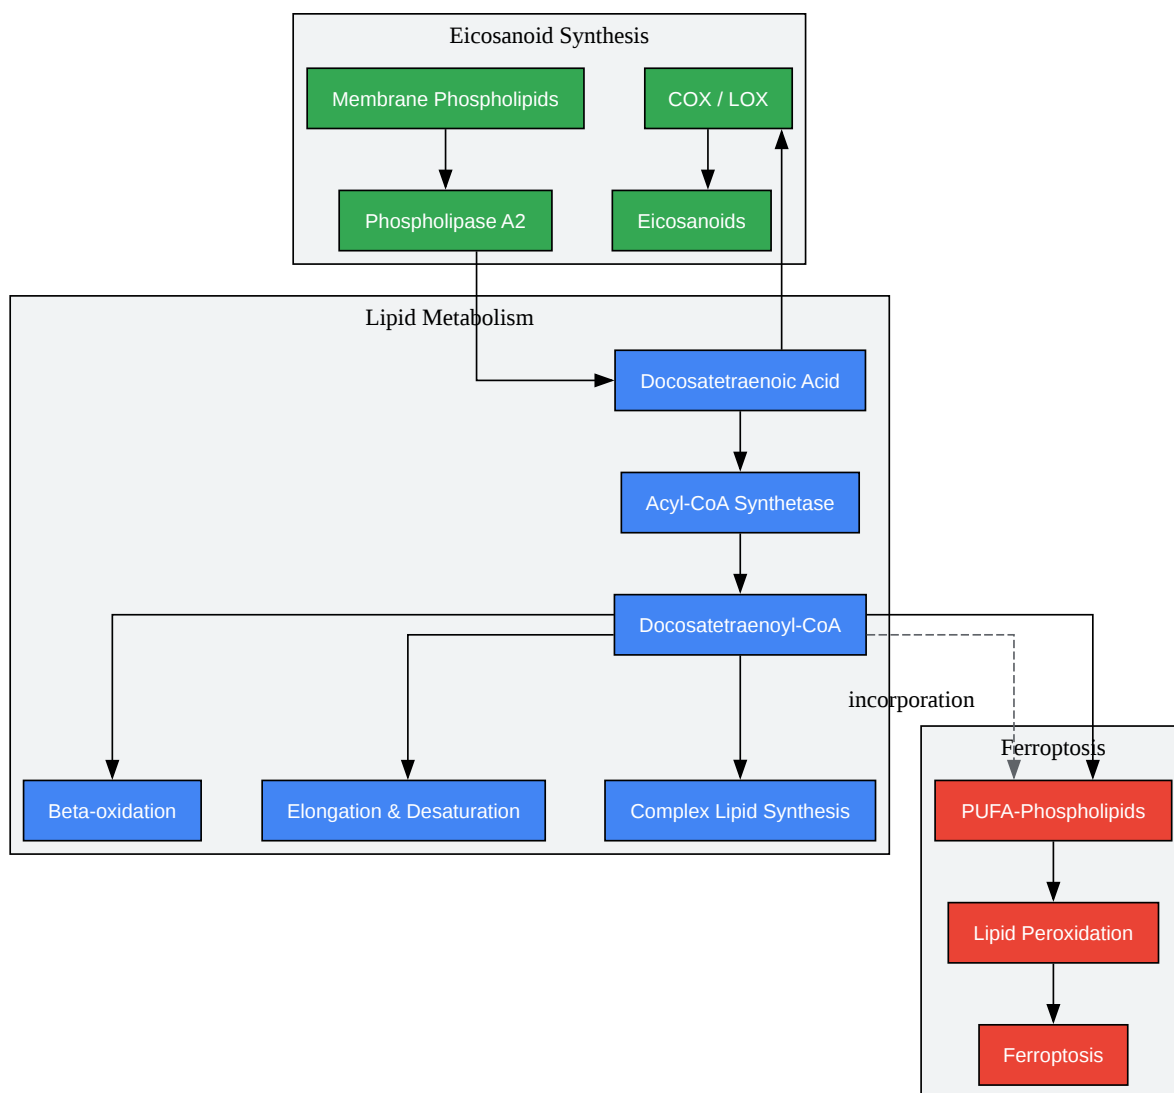 Eicosanoid Synthesis
Membrane Phospholipids
COX / LOX
Phospholipase A2
Eicosanoids
Lipid Metabolism
Docosatetraenoic Acid
Acyl-CoA Synthetase
Docosatetraenoyl-CoA
incorporation
Ferroptosis
Beta-oxidation
Elongation & Desaturation
Complex Lipid Synthesis
PUFA-Phospholipids
Lipid Peroxidation
Ferroptosis